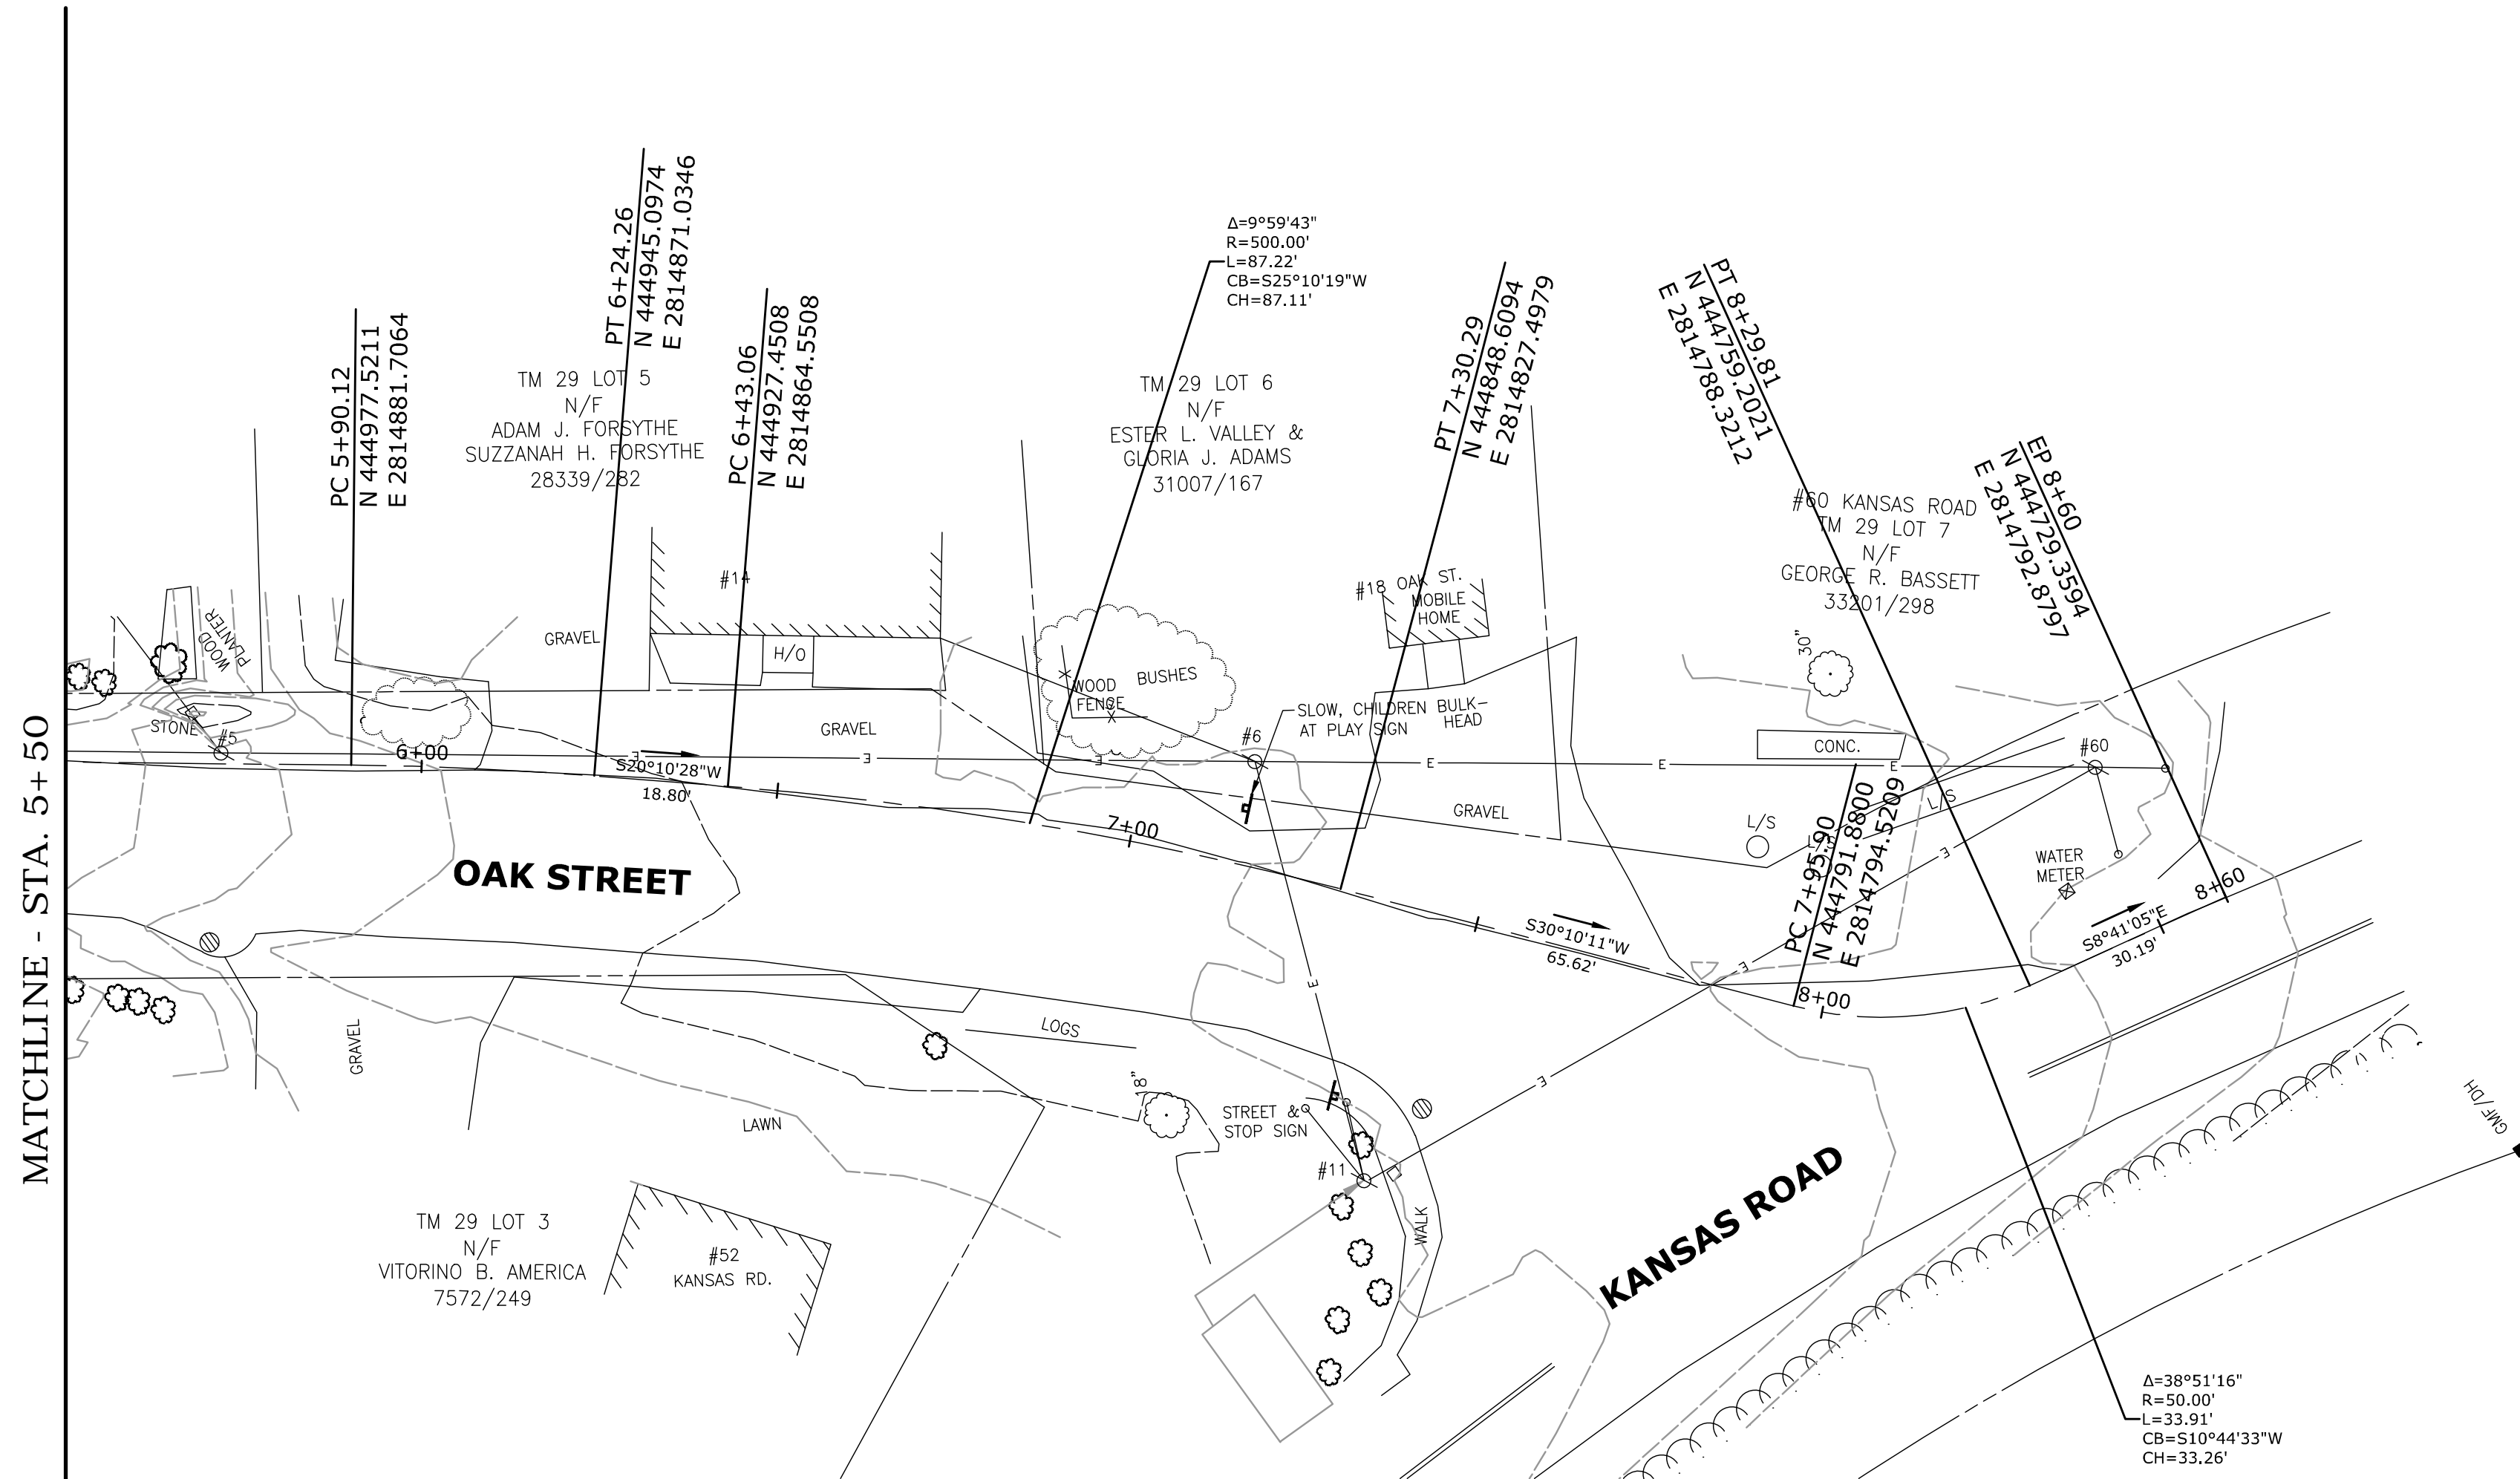 MATCHLINE - STA. 5+50
PC 5+90.12
N 444977.5211
E 2814881.7064
PT 6+24.26
N 444945.0974
E 2814871.0346
PC 6+43.06
N 444927.4508
E 2814864.5508
Δ=9°59'43"
R=500.00'
L=87.22'
CB=S25°10'19"W
CH=87.11'
PT 7+30.29
N 444848.6094
E 2814827.4979
PT 8+29.81
N 444759.2021
E 2814788.3212
EP 8+60
N 444729.3594
E 2814792.8797
TM 29 LOT 5
N/F
ADAM J. FORSYTHE
SUZZANAH H. FORSYTHE
28339/282
TM 29 LOT 6
N/F
ESTER L. VALLEY &
GLORIA J. ADAMS
31007/167
#60 KANSAS ROAD
TM 29 LOT 7
N/F
GEORGE R. BASSETT
33201/298
#14
#18 OAK ST.
MOBILE
HOME
WOOD
PLANTER
GRAVEL
H/O
WOOD
FENCE
X
X
X
BUSHES
30"
STONE
#5
6+00
GRAVEL
SLOW, CHILDREN
AT PLAY SIGN
BULK-
HEAD
#6
CONC.
#60
E
E
E
E
E
E
S20°10'28"W
18.80'
7+00
GRAVEL
L/S
L/S
L/S
E
PC 7+95.90
N 444791.8800
E 2814794.5209
WATER
METER
8+60
OAK STREET
S30°10'11"W
65.62'
S8°41'05"E
30.19'
E
E
8+00
GRAVEL
LOGS
18"
E
LAWN
STREET &
STOP SIGN
#11
WALK
KANSAS ROAD
GMF/DH
TM 29 LOT 3
N/F
VITORINO B. AMERICA
7572/249
#52
KANSAS RD.
Δ=38°51'16"
R=50.00'
L=33.91'
CB=S10°44'33"W
CH=33.26'